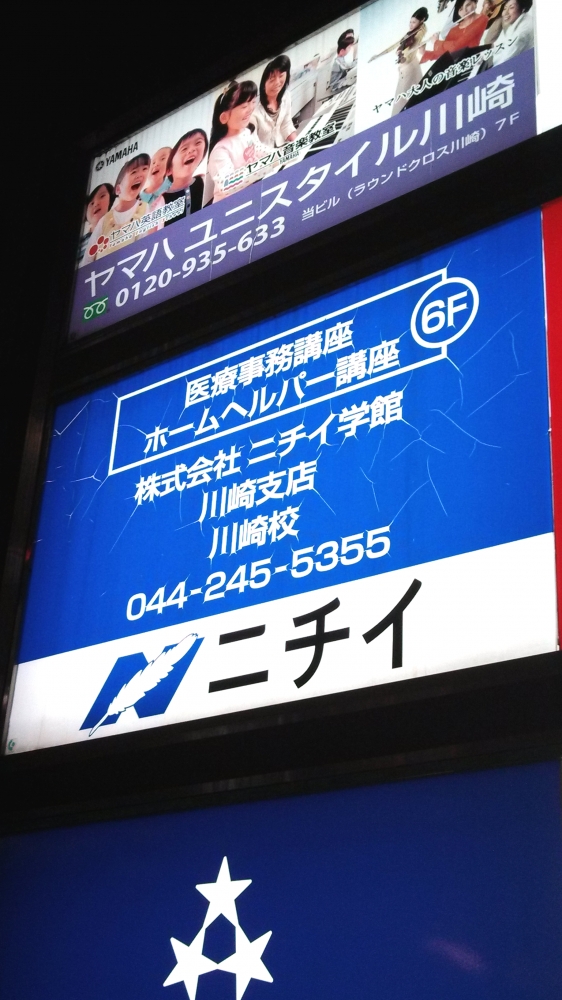 YAMAHA
ヤマハ大人の音楽レッスン
ヤマハ音楽教室
YAMAHA
ヤマハ英語教室
ヤマハ ユニスタイル川崎
0120-935-633
当ビル（ラウンドクロス川崎）7F
医療事務講座
ホームヘルパー講座
6F
株式会社 ニチイ学館
川崎支店
川崎校
044-245-5355
ニチイ